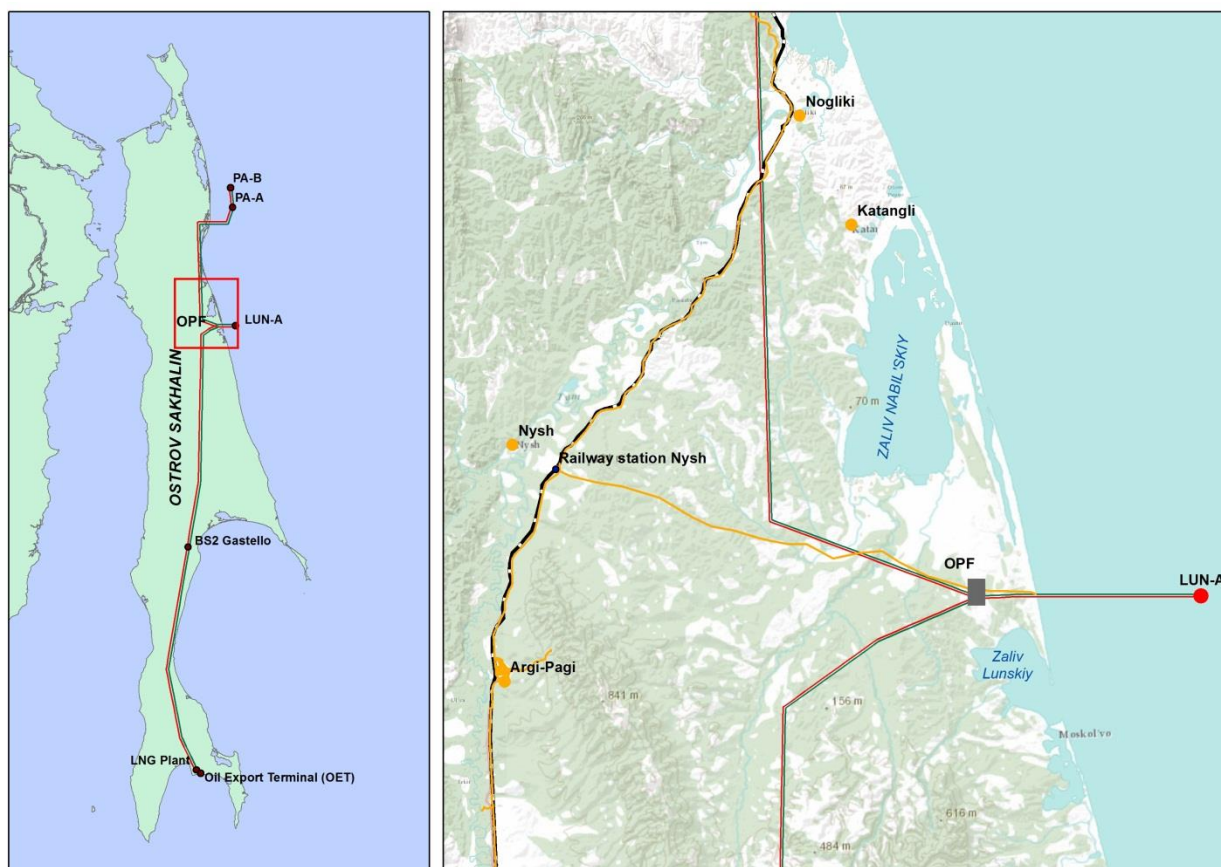 PA-B
PA-A
LUN-A
OPF
OSTROV SAKHALIN
BS2 Gastello
LNG Plant
Oil Export Terminal (OET)
Nogliki
Katangli
ZALIV NABIL'SKIY
70 m
Nysh
Nysh
Railway station Nysh
OPF
LUN-A
Argi-Pagi
Zaliv
Lunskiy
841 m
156 m
Moskol'vo
616 m
484 m